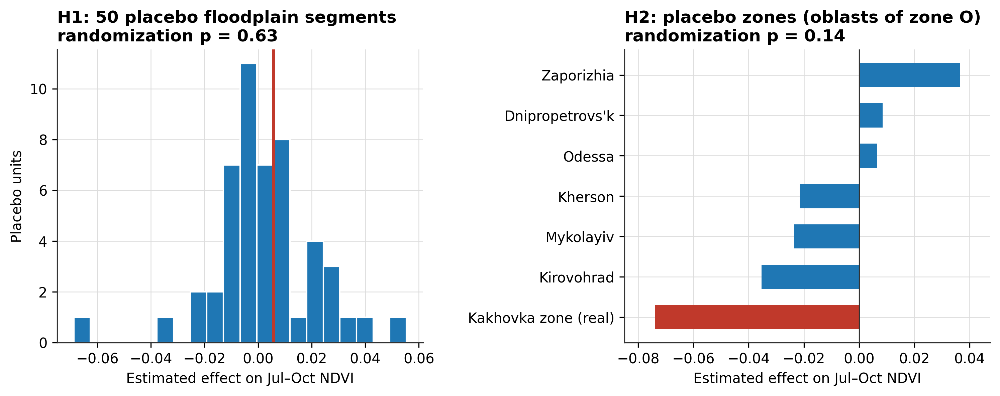 H1: 50 placebo floodplain segments
randomization p = 0.63
Placebo units
10
8
6
4
2
0
−0.06 −0.04 −0.02 0.00 0.02 0.04 0.06
Estimated effect on Jul–Oct NDVI
H2: placebo zones (oblasts of zone O)
randomization p = 0.14
Zaporizhia
Dnipropetrovs'k
Odessa
Kherson
Mykolayiv
Kirovohrad
Kakhovka zone (real)
−0.08 −0.06 −0.04 −0.02 0.00 0.02 0.04
Estimated effect on Jul–Oct NDVI